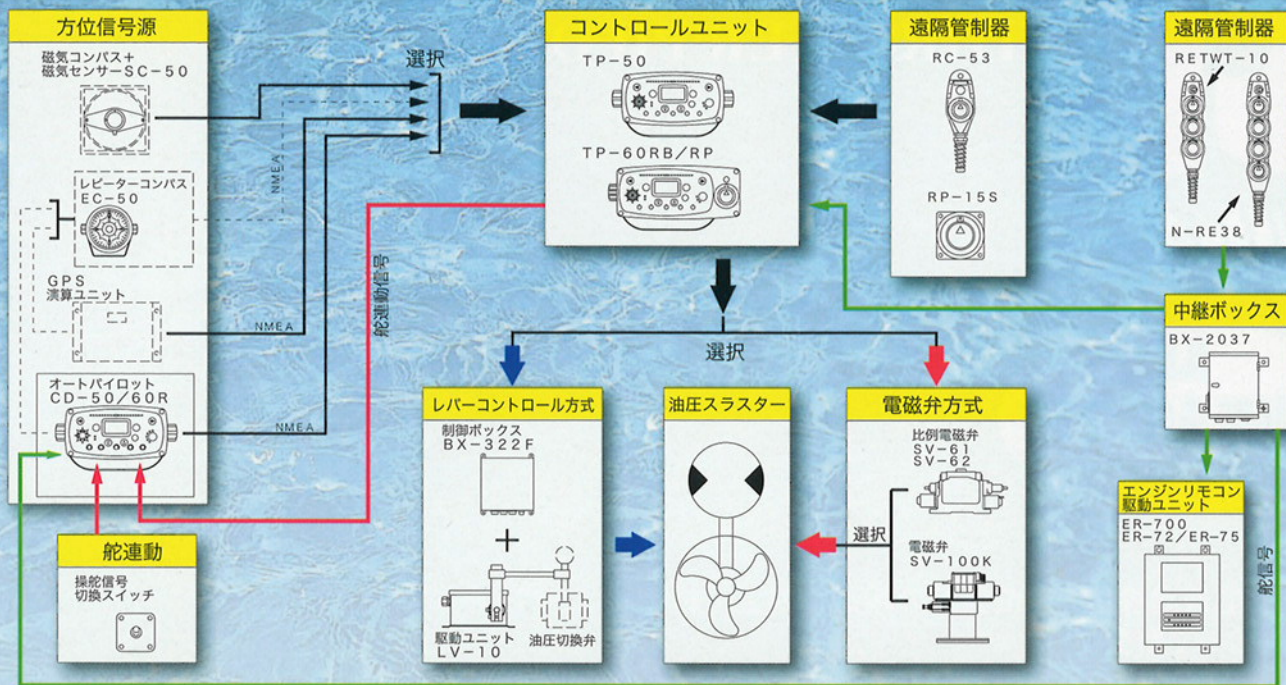 方位信号源
磁気コンパス+
磁気センサーSC-50
レピーターコンパス
EC-50
GPS
演算ユニット
オートパイロット
CD-50/60R
舵連動
操舵信号
切換スイッチ
選択
NMEA
NMEA
NMEA
舵連動信号
コントロールユニット
TP-50
TP-60RB/RP
遠隔管制器
RC-53
RP-15S
遠隔管制器
RETWT-10
N-RE38
中継ボックス
BX-2037
選択
レバーコントロール方式
制御ボックス
BX-322F
+
駆動ユニット
LV-10
油圧切換弁
油圧スラスター
電磁弁方式
比例電磁弁
SV-61
SV-62
選択
電磁弁
SV-100K
エンジンリモコン
駆動ユニット
ER-700
ER-72/ER-75
舵信号